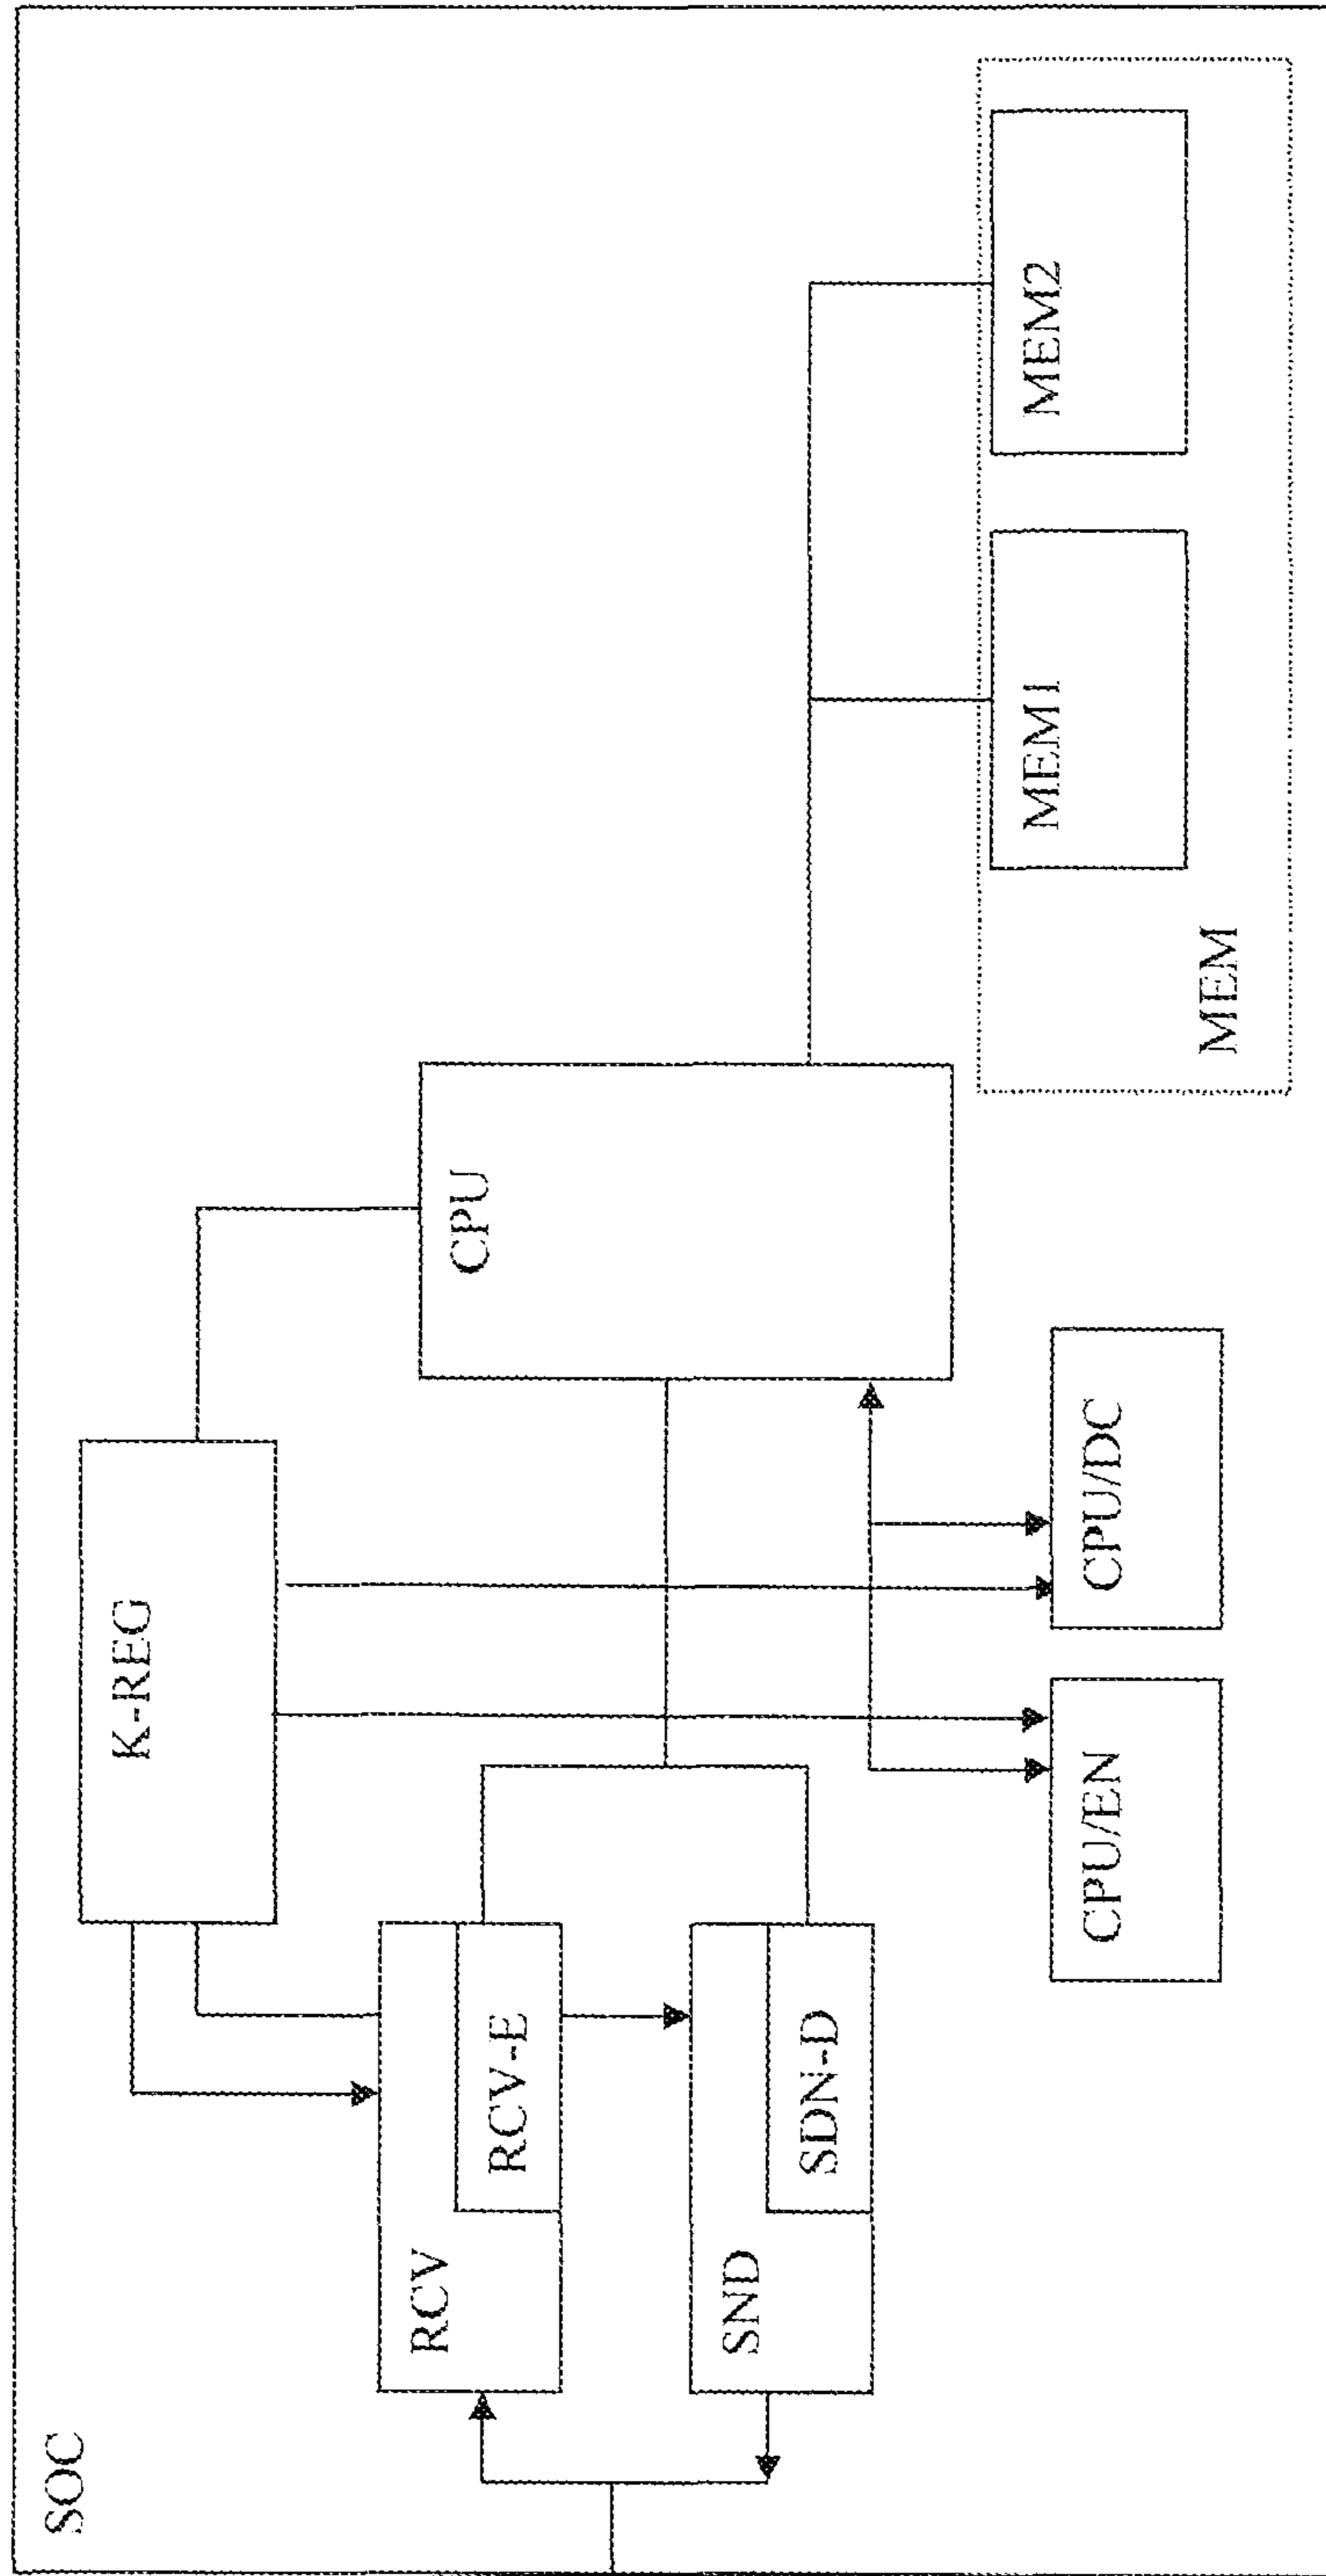 SOC
K-REG
RCV
RCV-E
CPU
SND
SDN-D
CPU/EN
CPU/DC
MEM1
MEM2
MEM